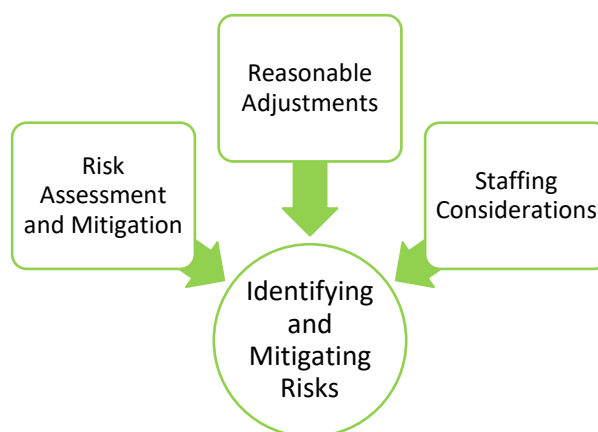 Reasonable
Adjustments
Risk
Assessment
and Mitigation
Staffing
Considerations
Identifying
and
Mitigating
Risks